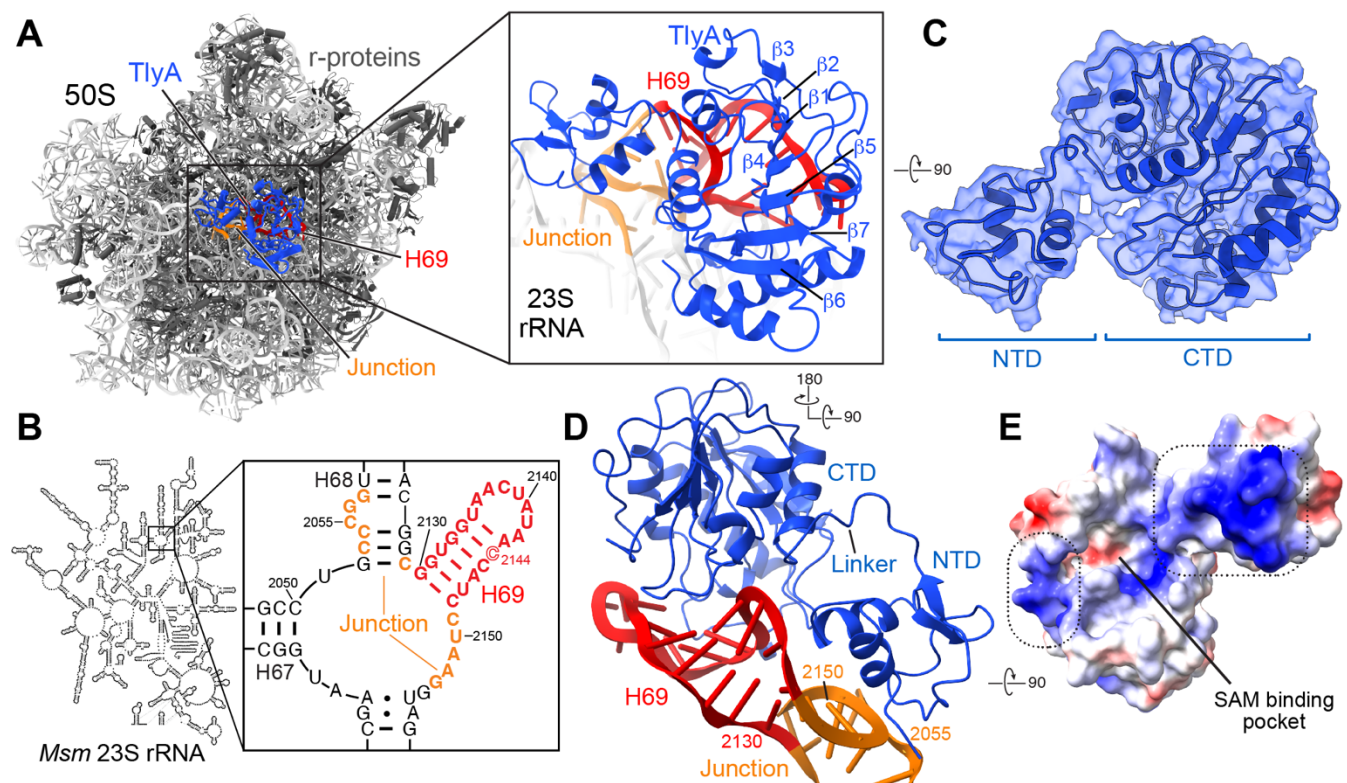 A
50S
TlyA
r-proteins
H69
Junction
TlyA
β3
β2
β1
H69
β4
β5
β7
β6
Junction
23S
rRNA
90
C
NTD
CTD
B
Msm 23S rRNA
H68
U
G
C
C
C
G
2055
A
C
G
G
C
2130
G
G
U
G
G
U
A
A
C
U
A
U
A
A
C
C
A
U
C
2140
2144
H69
C
U
A
A
G
2150
2050
U
GCC
CGG
H67
U
A
A
G
C
U
G
G
A
G
Junction
180
90
D
CTD
Linker
NTD
H69
2150
2055
2130
Junction
E
90
SAM binding
pocket